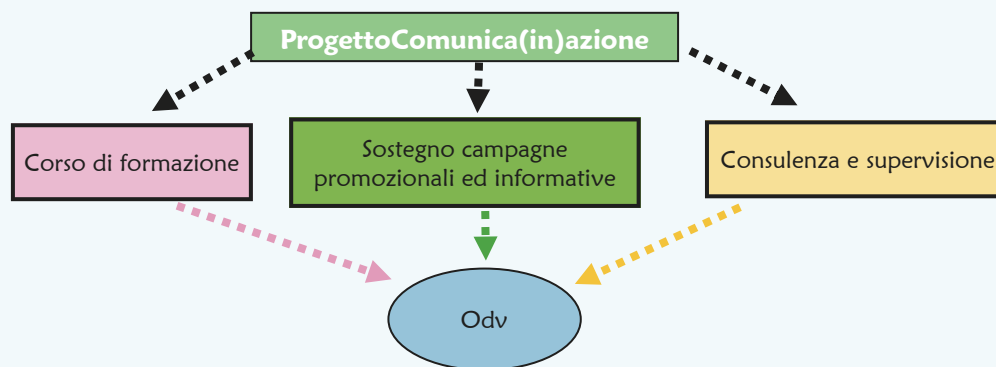 ProgettoComunica(in)azione
Corso di formazione
Sostegno campagne
promozionali ed informative
Consulenza e supervisione
Odv